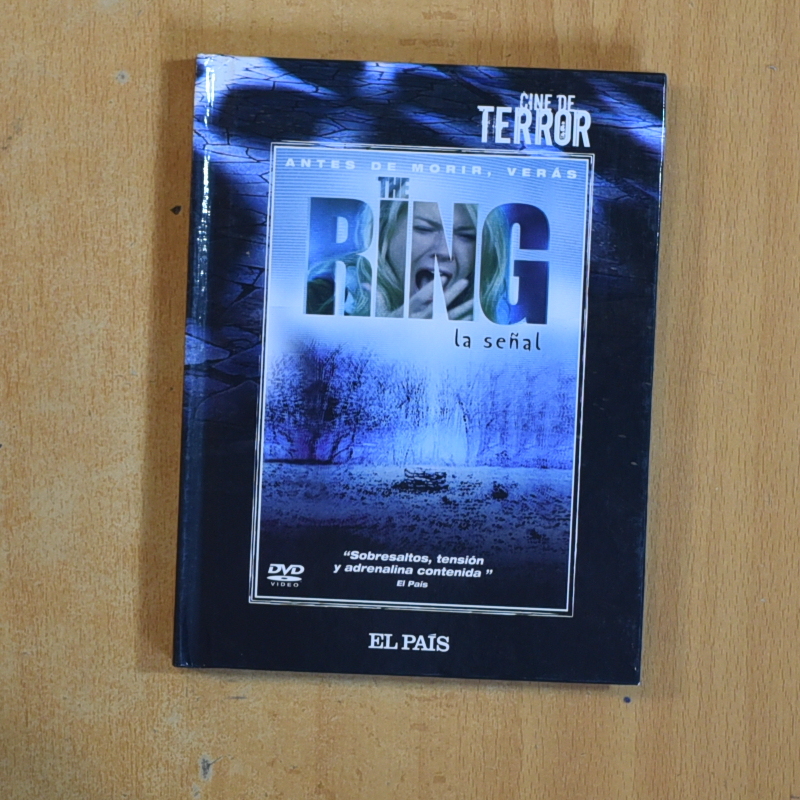 CINE DE
TERROR
ANTES DE MORIR, VERÁS
THE
RING
la señal
“Sobresaltos, tensión
y adrenalina contenida ”
El País
DVD
VIDEO
EL PAÍS